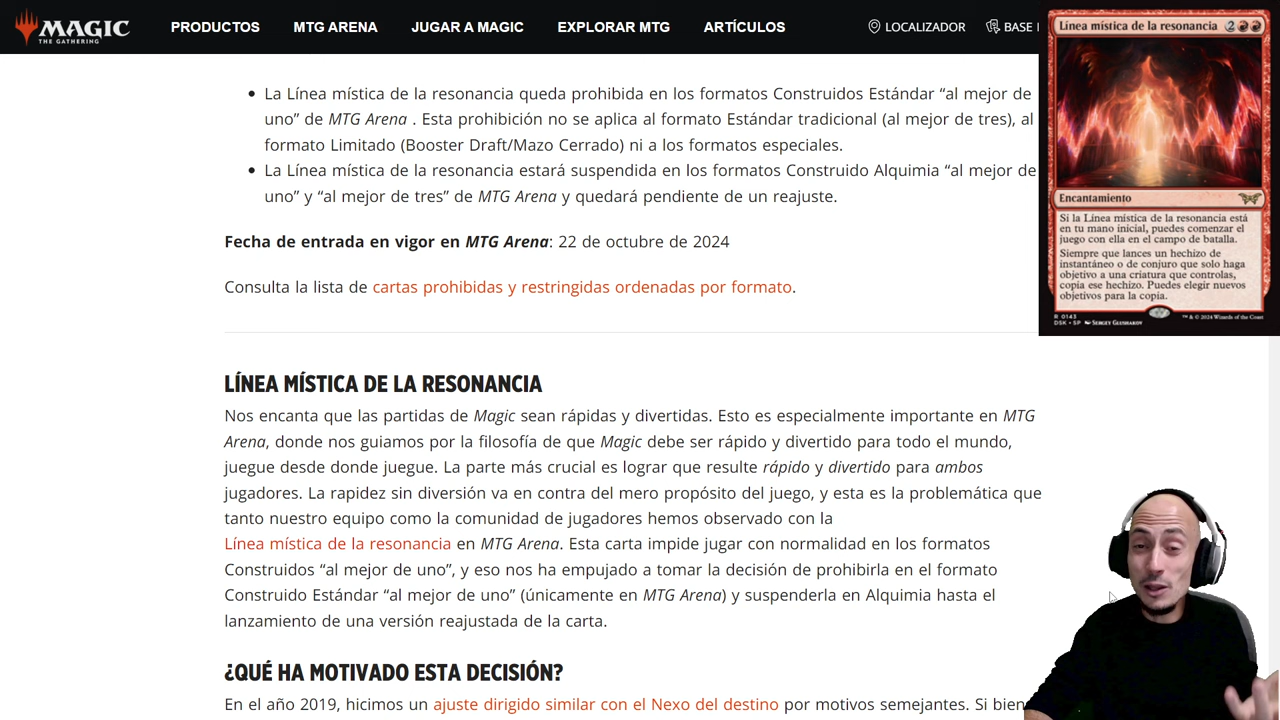 MAGIC
THE GATHERING
PRODUCTOS
MTG ARENA
JUGAR A MAGIC
EXPLORAR MTG
ARTÍCULOS
LOCALIZADOR
BASE
• La Línea mística de la resonancia queda prohibida en los formatos Construidos Estándar “al mejor de
uno” de MTG Arena . Esta prohibición no se aplica al formato Estándar tradicional (al mejor de tres), al
formato Limitado (Booster Draft/Mazo Cerrado) ni a los formatos especiales.
• La Línea mística de la resonancia estará suspendida en los formatos Construido Alquimia “al mejor de
uno” y “al mejor de tres” de MTG Arena y quedará pendiente de un reajuste.
Fecha de entrada en vigor en MTG Arena: 22 de octubre de 2024
Consulta la lista de cartas prohibidas y restringidas ordenadas por formato.
LÍNEA MÍSTICA DE LA RESONANCIA
Nos encanta que las partidas de Magic sean rápidas y divertidas. Esto es especialmente importante en MTG
Arena, donde nos guiamos por la filosofía de que Magic debe ser rápido y divertido para todo el mundo,
juegue desde donde juegue. La parte más crucial es lograr que resulte rápido y divertido para ambos
jugadores. La rapidez sin diversión va en contra del mero propósito del juego, y esta es la problemática que
tanto nuestro equipo como la comunidad de jugadores hemos observado con la
Línea mística de la resonancia en MTG Arena. Esta carta impide jugar con normalidad en los formatos
Construidos “al mejor de uno”, y eso nos ha empujado a tomar la decisión de prohibirla en el formato
Construido Estándar “al mejor de uno” (únicamente en MTG Arena) y suspenderla en Alquimia hasta el
lanzamiento de una versión reajustada de la carta.
¿QUÉ HA MOTIVADO ESTA DECISIÓN?
En el año 2019, hicimos un ajuste dirigido similar con el Nexo del destino por motivos semejantes. Si bien
Línea mística de la resonancia 2
Encantamiento
Si la Línea mística de la resonancia está
en tu mano inicial, puedes comenzar el
juego con ella en el campo de batalla.
Siempre que lances un hechizo de
instantáneo o de conjuro que solo haga
objetivo a una criatura que controlas,
copia ese hechizo. Puedes elegir nuevos
objetivos para la copia.
R 0143
DSK • SP SERGEY GLUSHAKOV
™ & © 2024 Wizards of the Coast